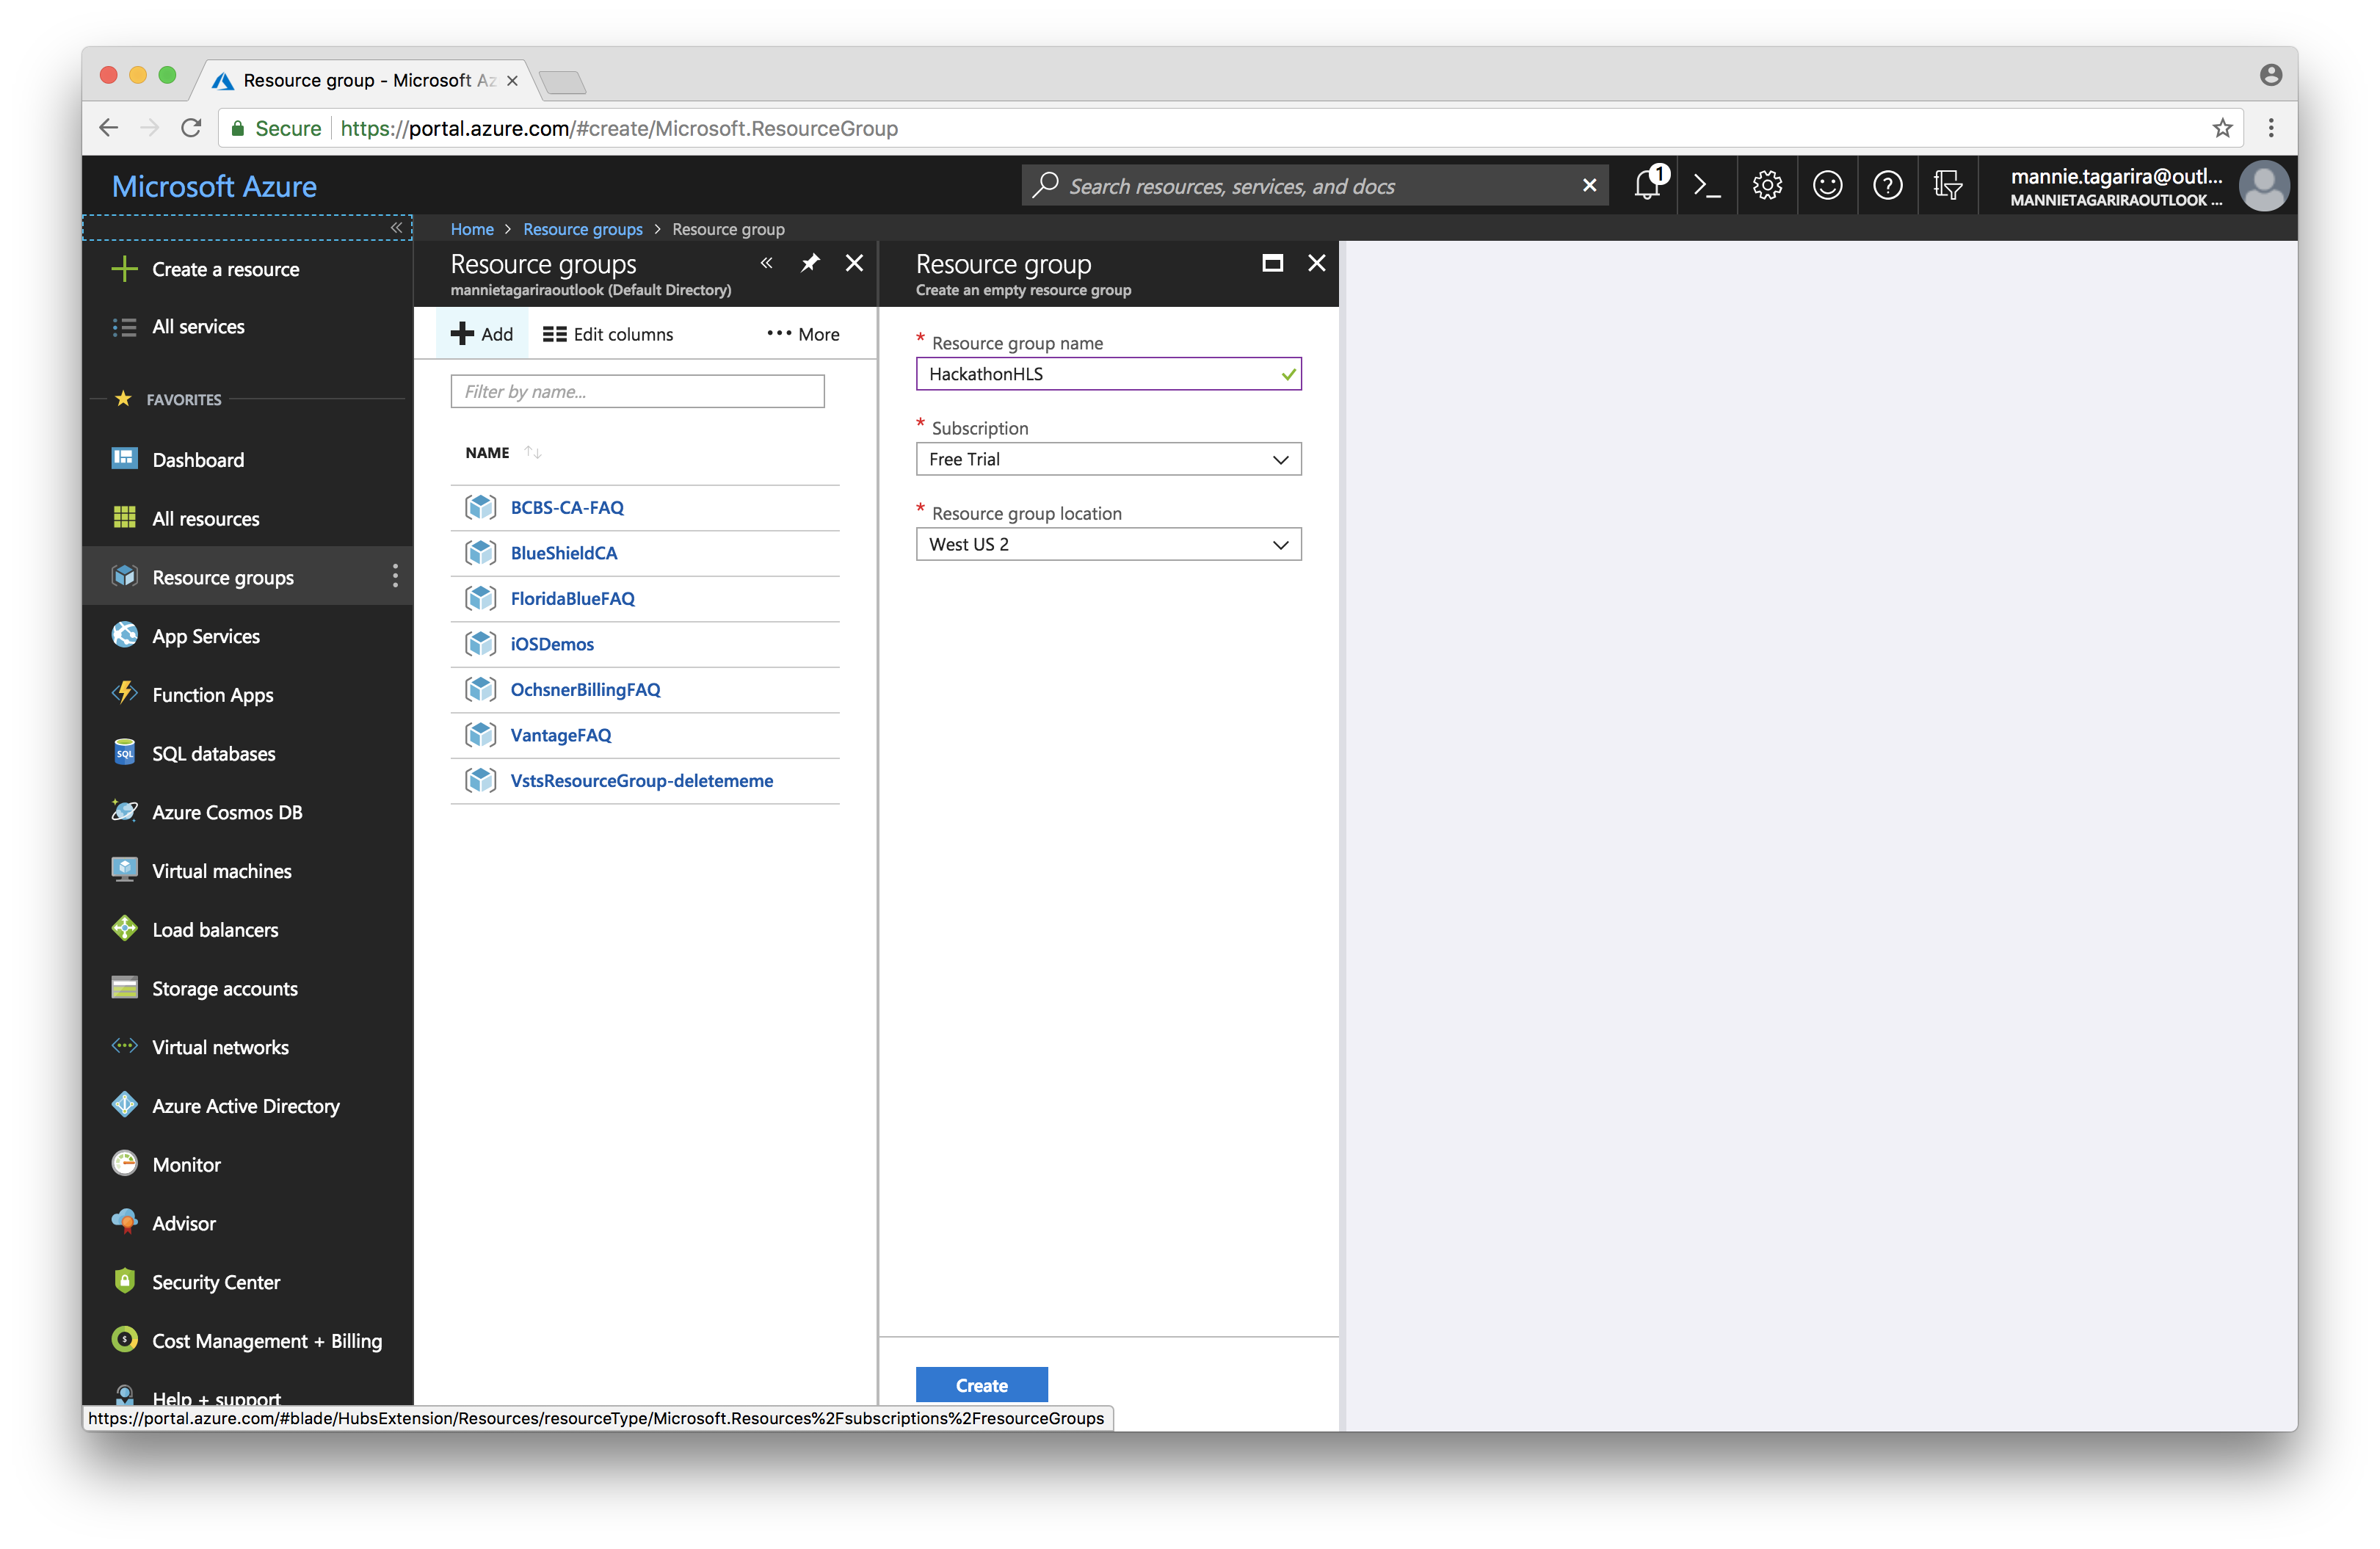 Resource group - Microsoft Az
Secure https://portal.azure.com/#create/Microsoft.ResourceGroup
Microsoft Azure
Search resources, services, and docs
1
mannie.tagarira@outl...
MANNIETAGARIRAOUTLOOK ...
Home > Resource groups > Resource group
Create a resource
All services
FAVORITES
Dashboard
All resources
Resource groups
App Services
Function Apps
SQL databases
Azure Cosmos DB
Virtual machines
Load balancers
Storage accounts
Virtual networks
Azure Active Directory
Monitor
Advisor
Security Center
Cost Management + Billing
Help + support
Resource groups
mannietagariraoutlook (Default Directory)
Add Edit columns ••• More
Filter by name...
NAME
BCBS-CA-FAQ
BlueShieldCA
FloridaBlueFAQ
iOSDemos
OchsnerBillingFAQ
VantageFAQ
VstsResourceGroup-deletememe
Resource group
Create an empty resource group
* Resource group name
HackathonHLS
* Subscription
Free Trial
* Resource group location
West US 2
Create
https://portal.azure.com/#blade/HubsExtension/Resources/resourceType/Microsoft.Resources%2Fsubscriptions%2FresourceGroups